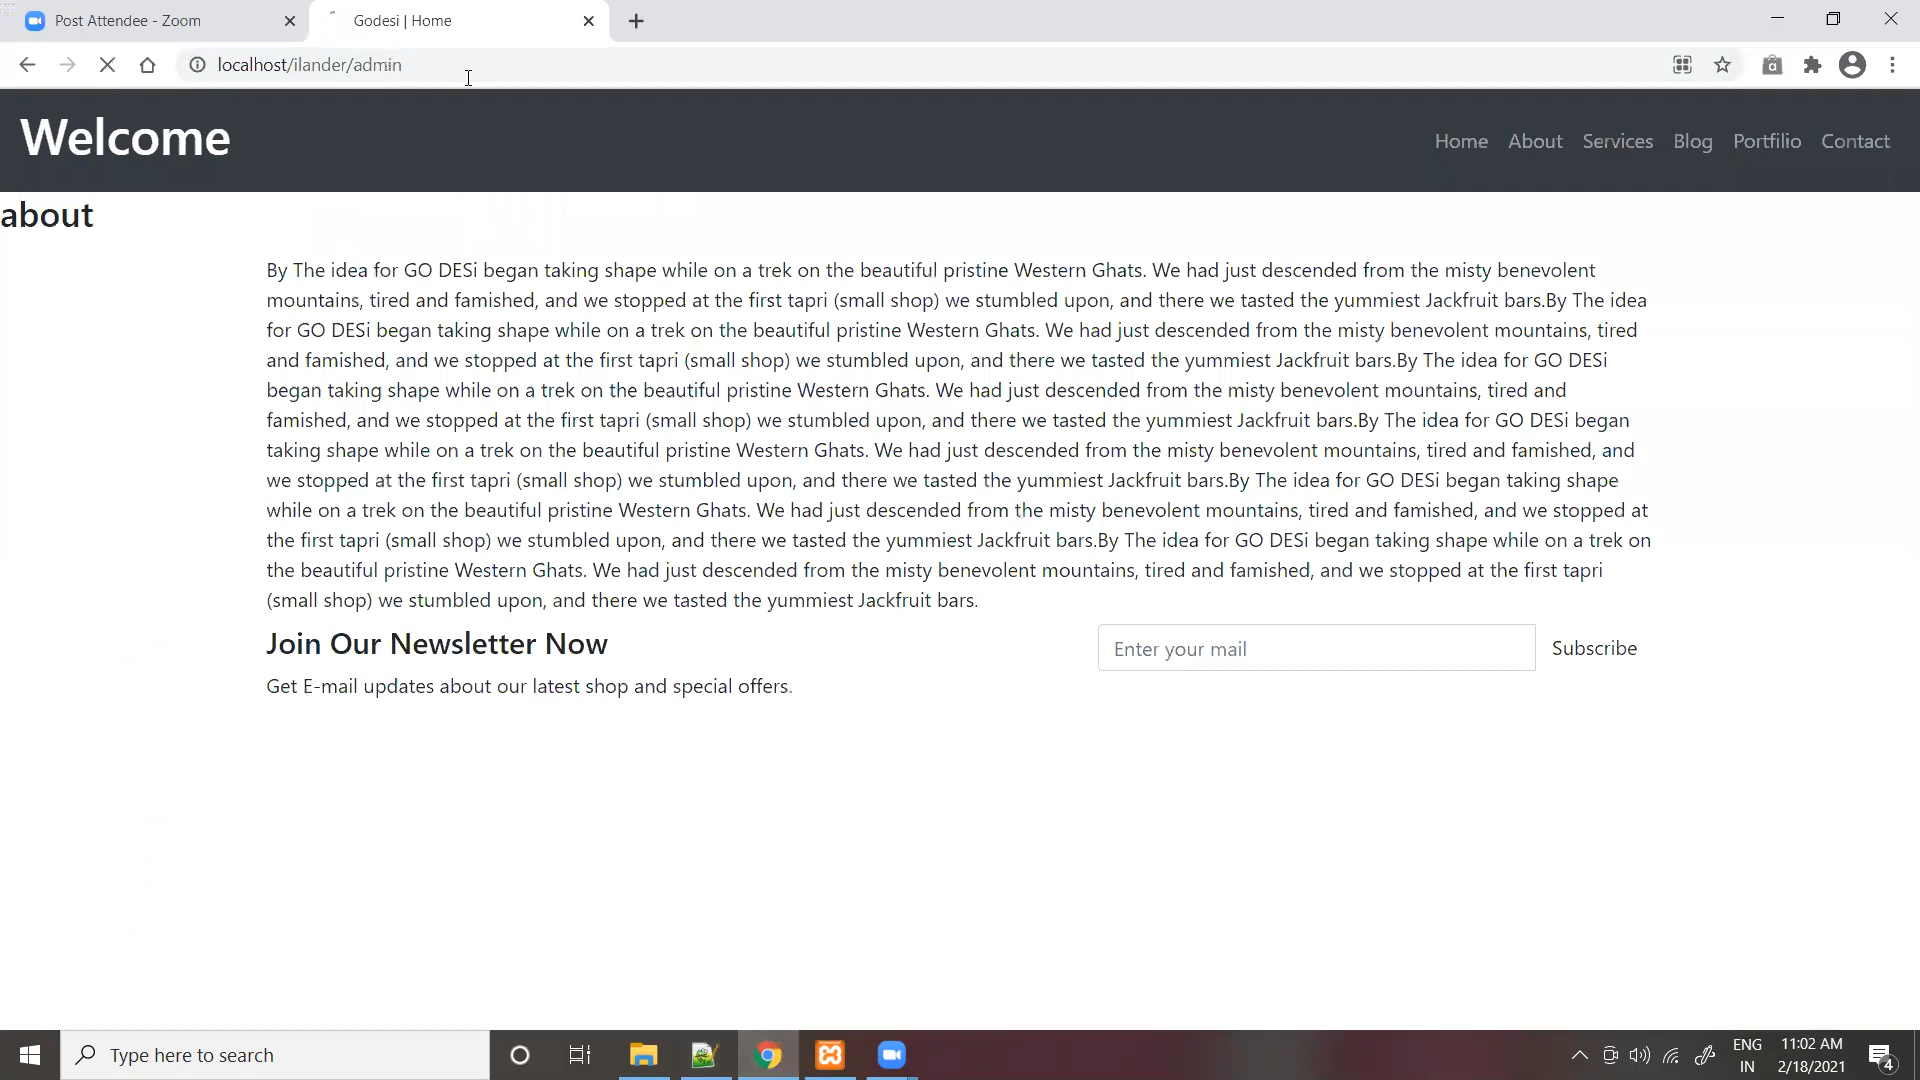 Post Attendee - Zoom
Godesi | Home
localhost/ilander/admin
Welcome
Home About Services Blog Portfilio Contact
about
By The idea for GO DESi began taking shape while on a trek on the beautiful pristine Western Ghats. We had just descended from the misty benevolent
mountains, tired and famished, and we stopped at the first tapri (small shop) we stumbled upon, and there we tasted the yummiest Jackfruit bars.By The idea
for GO DESi began taking shape while on a trek on the beautiful pristine Western Ghats. We had just descended from the misty benevolent mountains, tired
and famished, and we stopped at the first tapri (small shop) we stumbled upon, and there we tasted the yummiest Jackfruit bars.By The idea for GO DESi
began taking shape while on a trek on the beautiful pristine Western Ghats. We had just descended from the misty benevolent mountains, tired and
famished, and we stopped at the first tapri (small shop) we stumbled upon, and there we tasted the yummiest Jackfruit bars.By The idea for GO DESi began
taking shape while on a trek on the beautiful pristine Western Ghats. We had just descended from the misty benevolent mountains, tired and famished, and
we stopped at the first tapri (small shop) we stumbled upon, and there we tasted the yummiest Jackfruit bars.By The idea for GO DESi began taking shape
while on a trek on the beautiful pristine Western Ghats. We had just descended from the misty benevolent mountains, tired and famished, and we stopped at
the first tapri (small shop) we stumbled upon, and there we tasted the yummiest Jackfruit bars.By The idea for GO DESi began taking shape while on a trek on
the beautiful pristine Western Ghats. We had just descended from the misty benevolent mountains, tired and famished, and we stopped at the first tapri
(small shop) we stumbled upon, and there we tasted the yummiest Jackfruit bars.
Join Our Newsletter Now
Enter your mail
Subscribe
Get E-mail updates about our latest shop and special offers.
Type here to search
ENG
IN
11:02 AM
2/18/2021
4